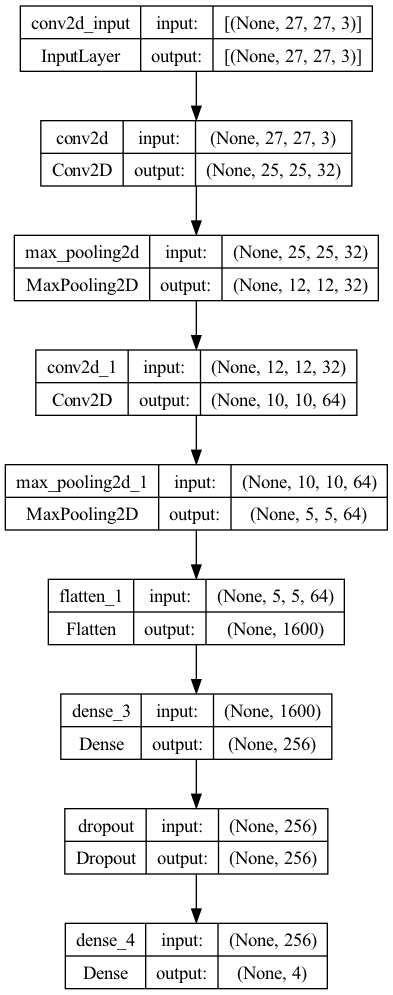 conv2d_input input: [(None, 27, 27, 3)]
InputLayer output: [(None, 27, 27, 3)]
conv2d input: (None, 27, 27, 3)
Conv2D output: (None, 25, 25, 32)
max_pooling2d input: (None, 25, 25, 32)
MaxPooling2D output: (None, 12, 12, 32)
conv2d_1 input: (None, 12, 12, 32)
Conv2D output: (None, 10, 10, 64)
max_pooling2d_1 input: (None, 10, 10, 64)
MaxPooling2D output: (None, 5, 5, 64)
flatten_1 input: (None, 5, 5, 64)
Flatten output: (None, 1600)
dense_3 input: (None, 1600)
Dense output: (None, 256)
dropout input: (None, 256)
Dropout output: (None, 256)
dense_4 input: (None, 256)
Dense output: (None, 4)